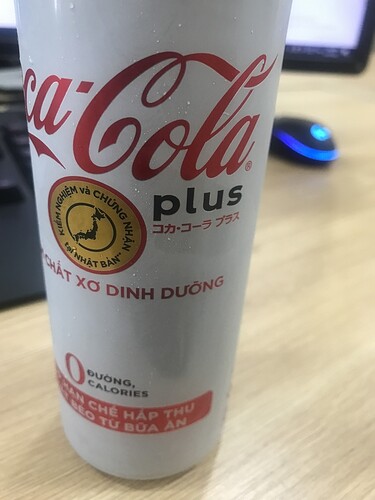 ca-Cola
plus
コカ·コーラ プラス
KIỂM NGHIỆM và CHỨNG NHẬN
tại NHẬT BẢN
CHẤT XƠ DINH DƯỠNG
0 ĐƯỜNG,
CALORIES
CHẾ HẤP THU
BÉO TỪ BỮA ĂN